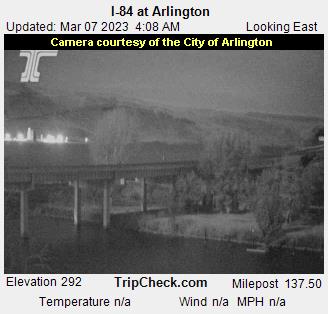 I-84 at Arlington
Updated: Mar 07 2023 4:08 AM Looking East
Camera courtesy of the City of Arlington
Elevation 292 TripCheck.com Milepost 137.50
Temperature n/a Wind n/a MPH n/a